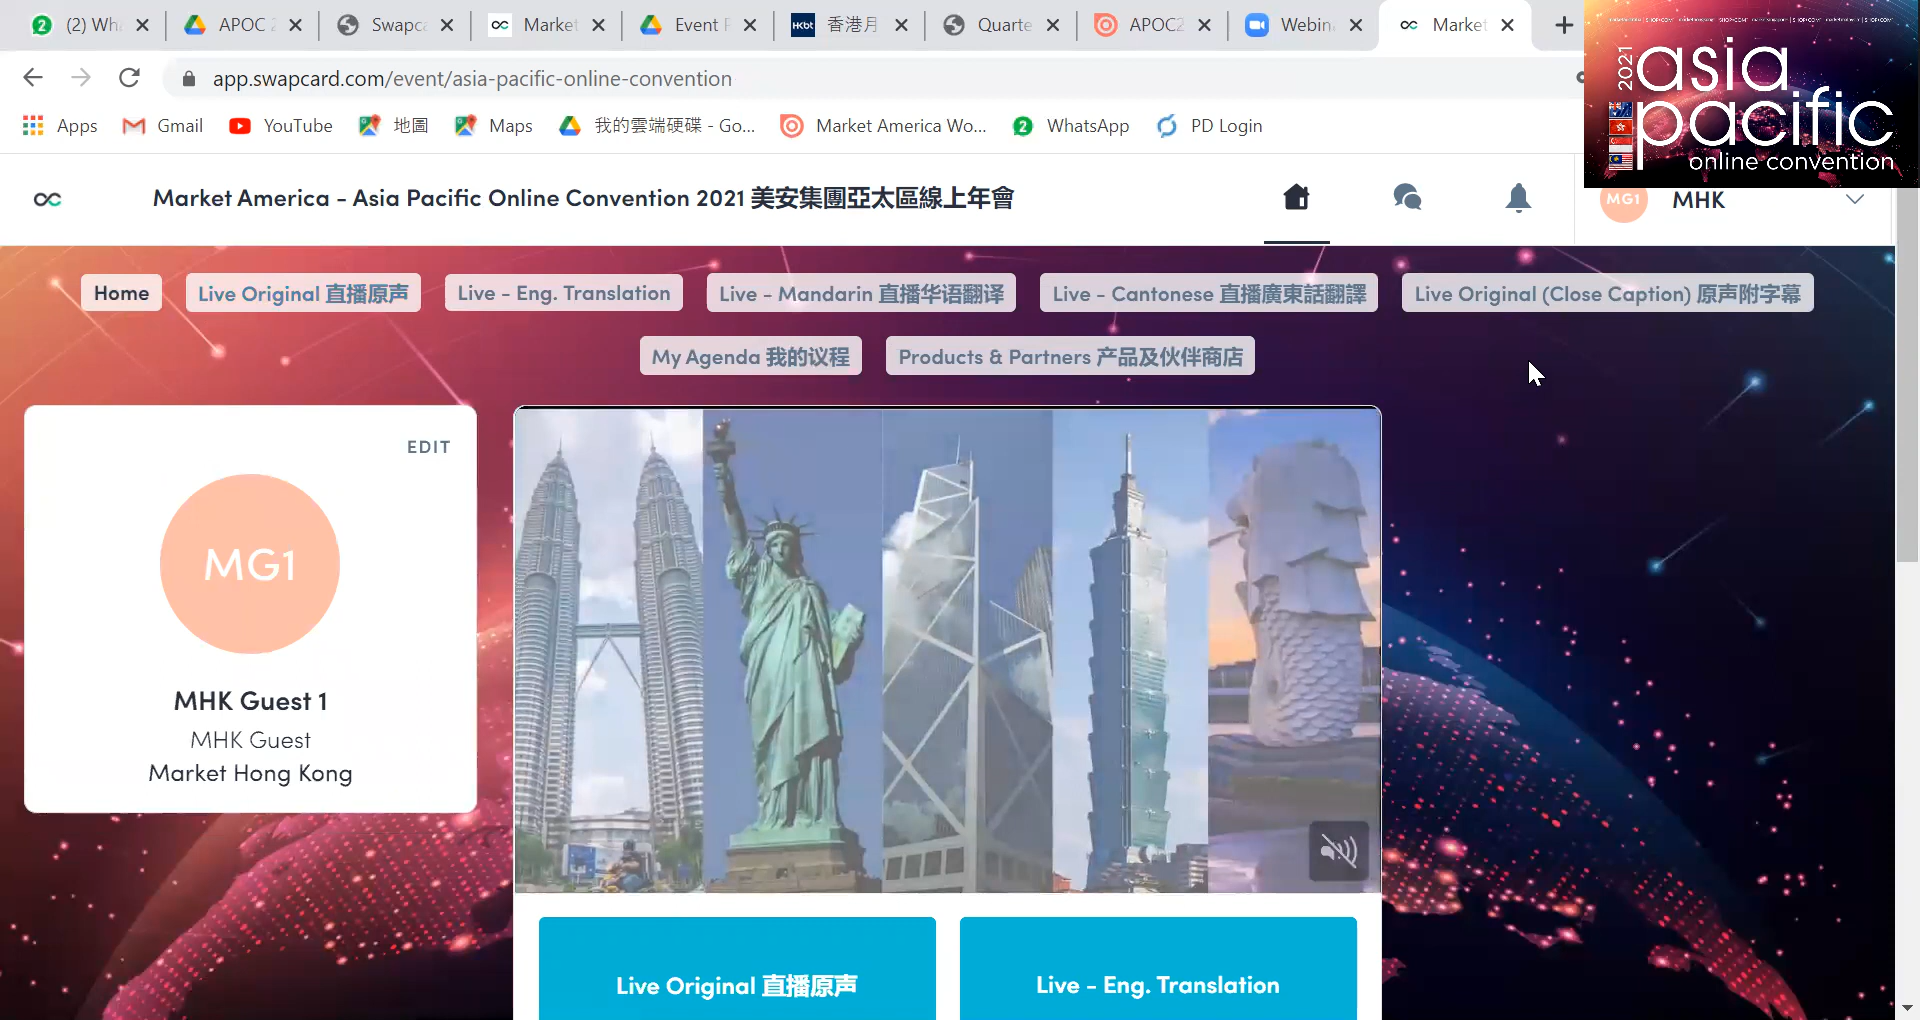 (2) Wh
APOC 2
Swapca
Market
Event F
HKbt
香港月
Quarte
APOC2
Webin
Market
app.swapcard.com/event/asia-pacific-online-convention
Apps
Gmail
YouTube
地圖
Maps
我的雲端硬碟 - Go...
Market America Wo...
WhatsApp
PD Login
2021
asia
pacific
online convention
Market America - Asia Pacific Online Convention 2021 美安集團亞太區線上年會
MG1
MHK
Home
Live Original 直播原声
Live - Eng. Translation
Live - Mandarin 直播华语翻译
Live - Cantonese 直播廣東話翻譯
Live Original (Close Caption) 原声附字幕
My Agenda 我的议程
Products & Partners 产品及伙伴商店
EDIT
MG1
MHK Guest 1
MHK Guest
Market Hong Kong
Live Original 直播原声
Live - Eng. Translation